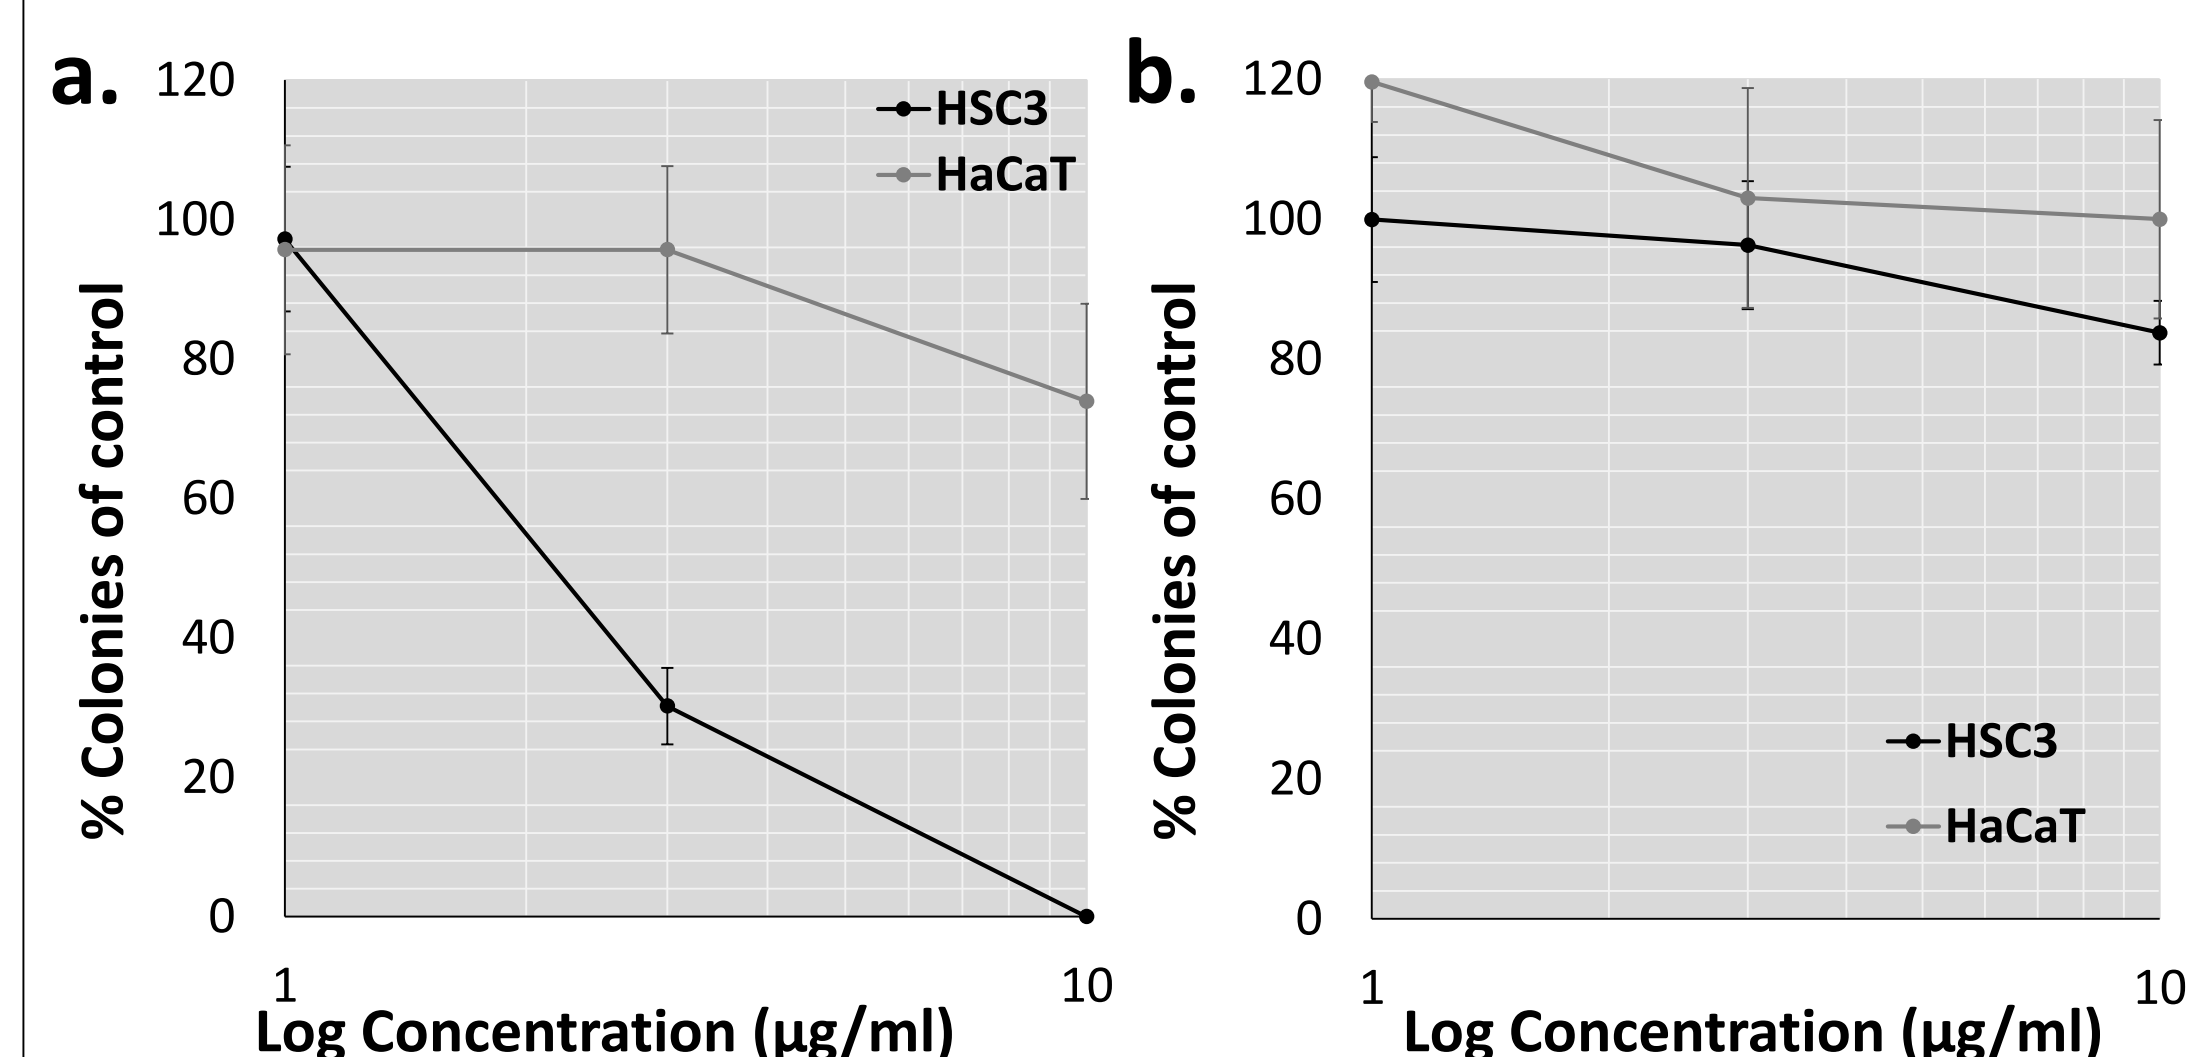 a.
% Colonies of control
120
100
80
60
40
20
0
HSC3
HaCaT
1
10
Log Concentration (µg/ml)
b.
% Colonies of control
120
100
80
60
40
20
0
HSC3
HaCaT
1
10
Log Concentration (µg/ml)